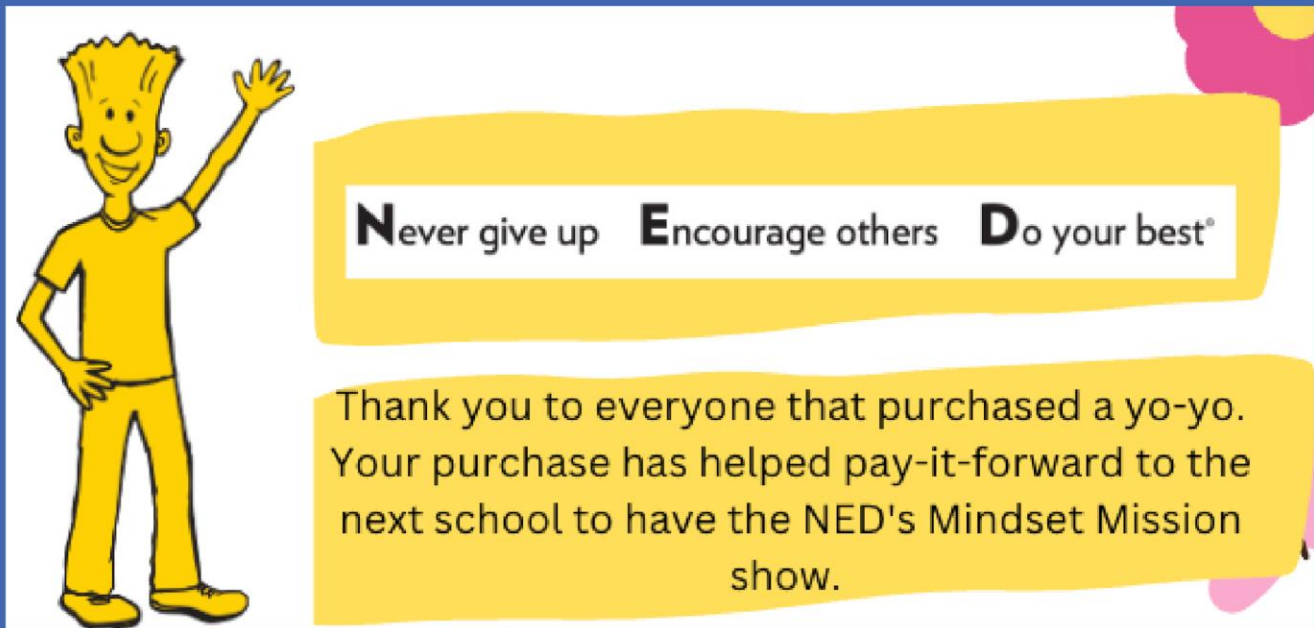 Never give up Encourage others Do your best®
Thank you to everyone that purchased a yo-yo.
Your purchase has helped pay-it-forward to the
next school to have the NED's Mindset Mission
show.